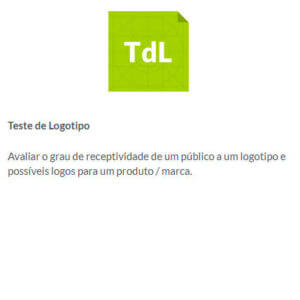 TdL
Teste de Logotipo
Avaliar o grau de receptividade de um público a um logotipo e
possíveis logos para um produto / marca.